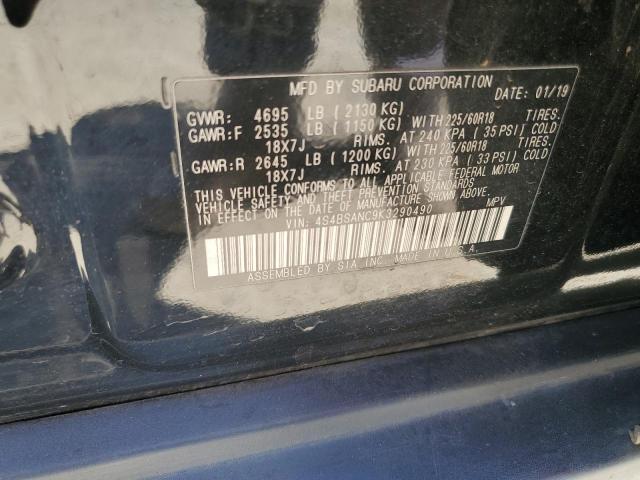 MFD BY SUBARU CORPORATION DATE: 01/19
GVWR: 4695 LB ( 2130 KG)
GAWR:F 2535 LB ( 1150 KG) WITH 225/60R18 TIRES.
18X7J RIMS. AT 240 KPA ( 35 PSI) COLD
GAWR:R 2645 LB ( 1200 KG) WITH 225/60R18 TIRES.
18X7J RIMS. AT 230 KPA ( 33 PSI) COLD
THIS VEHICLE CONFORMS TO ALL APPLICABLE FEDERAL MOTOR
VEHICLE SAFETY AND THEFT PREVENTION STANDARDS
IN EFFECT ON THE DATE OF MANUFACTURE SHOWN ABOVE.
VIN: 4S4BSANC9K3290490 MPV
ASSEMBLED BY SIA INC. MADE IN U.S.A.